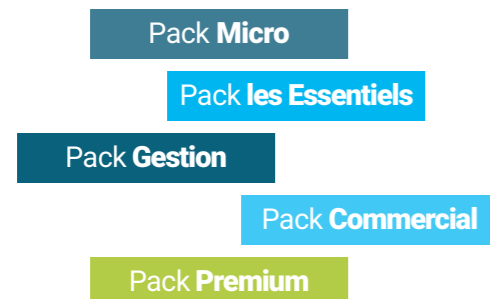 Pack Micro
Pack les Essentiels
Pack Gestion
Pack Commercial
Pack Premium